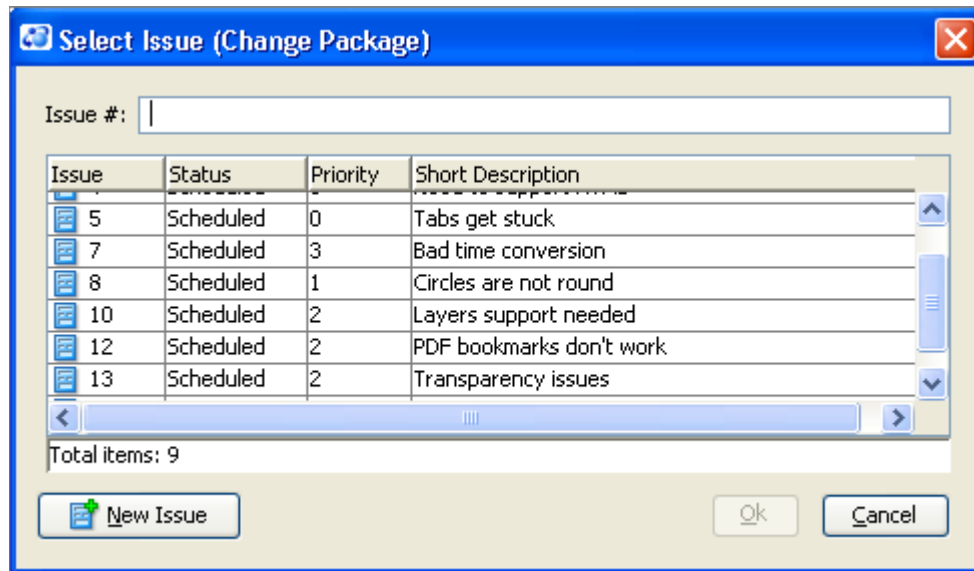 Select Issue (Change Package)
Issue #:
Issue Status Priority Short Description
5 Scheduled 0 Tabs get stuck
7 Scheduled 3 Bad time conversion
8 Scheduled 1 Circles are not round
10 Scheduled 2 Layers support needed
12 Scheduled 2 PDF bookmarks don't work
13 Scheduled 2 Transparency issues
Total items: 9
New Issue Ok Cancel